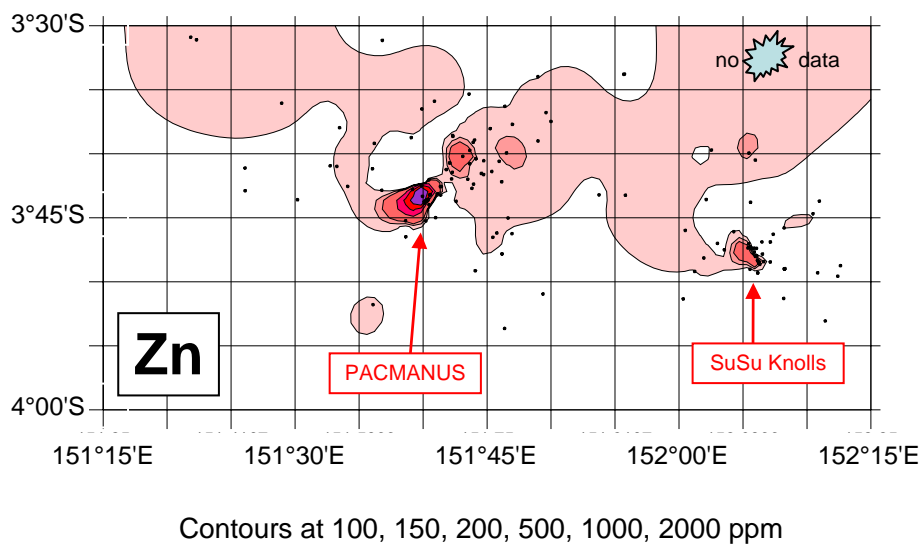 3°30'S
no data
3°45'S
Zn
PACMANUS
SuSu Knolls
4°00'S
151°15'E 151°30'E 151°45'E 152°00'E 152°15'E
Contours at 100, 150, 200, 500, 1000, 2000 ppm